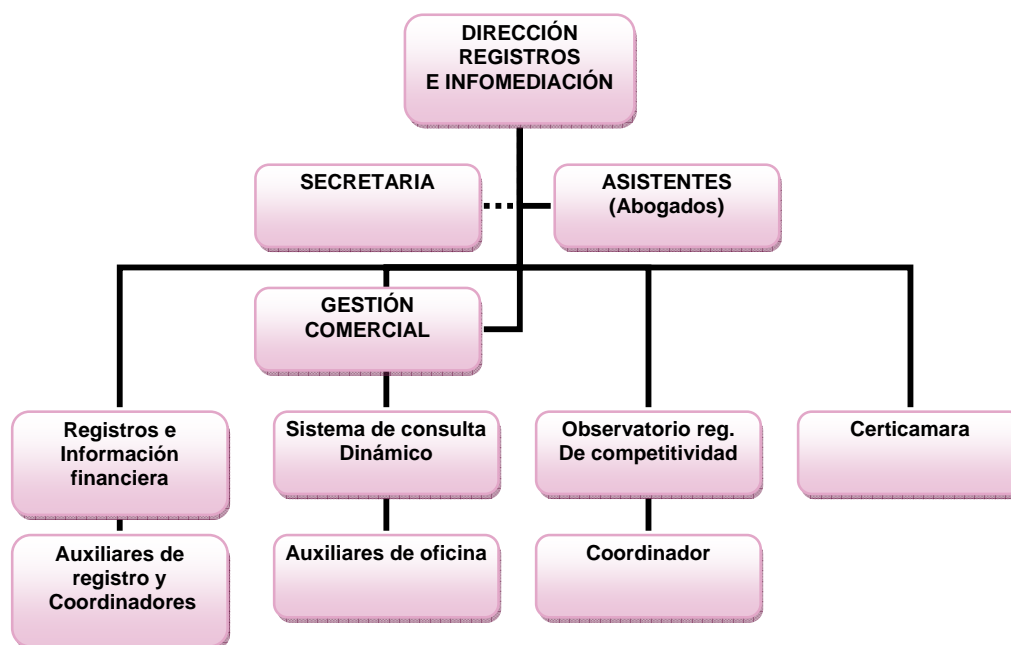 DIRECCIÓN
REGISTROS
E INFOMEDIACIÓN
SECRETARIA
ASISTENTES
(Abogados)
GESTIÓN
COMERCIAL
Registros e
Información
financiera
Sistema de consulta
Dinámico
Observatorio reg.
De competitividad
Certicamara
Auxiliares de
registro y
Coordinadores
Auxiliares de oficina
Coordinador